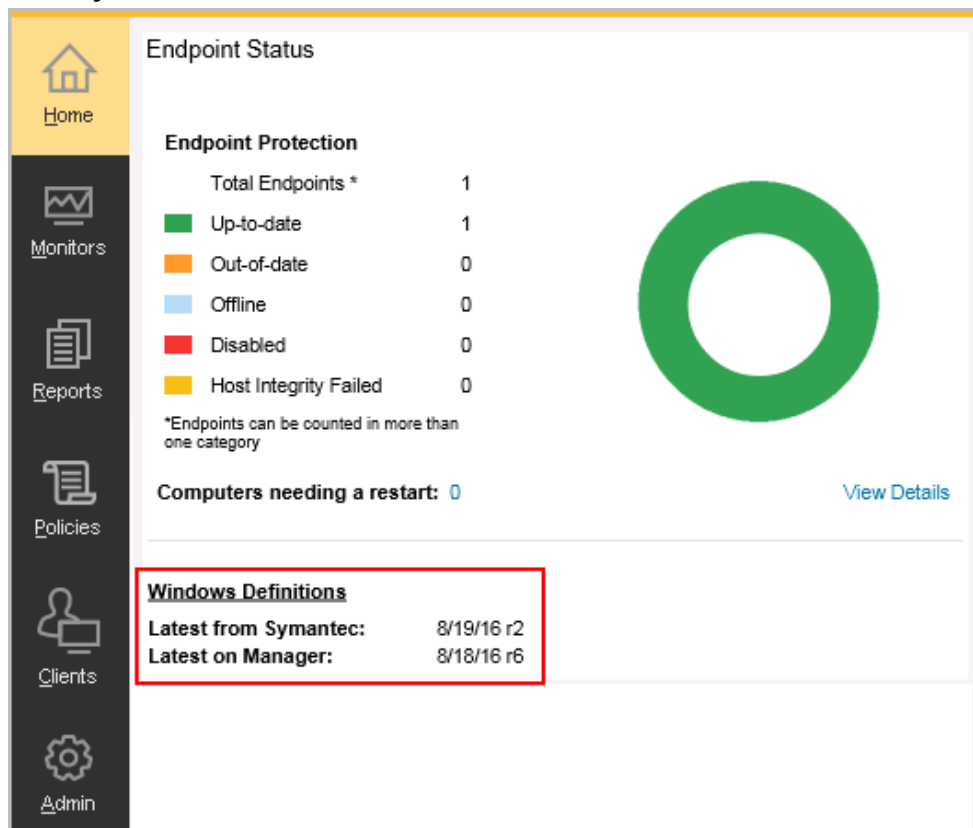 Home
Monitors
Reports
Policies
Clients
Admin
Endpoint Status
Endpoint Protection
Total Endpoints * 1
Up-to-date 1
Out-of-date 0
Offline 0
Disabled 0
Host Integrity Failed 0
*Endpoints can be counted in more than
one category
Computers needing a restart: 0 View Details
Windows Definitions
Latest from Symantec: 8/19/16 r2
Latest on Manager: 8/18/16 r6